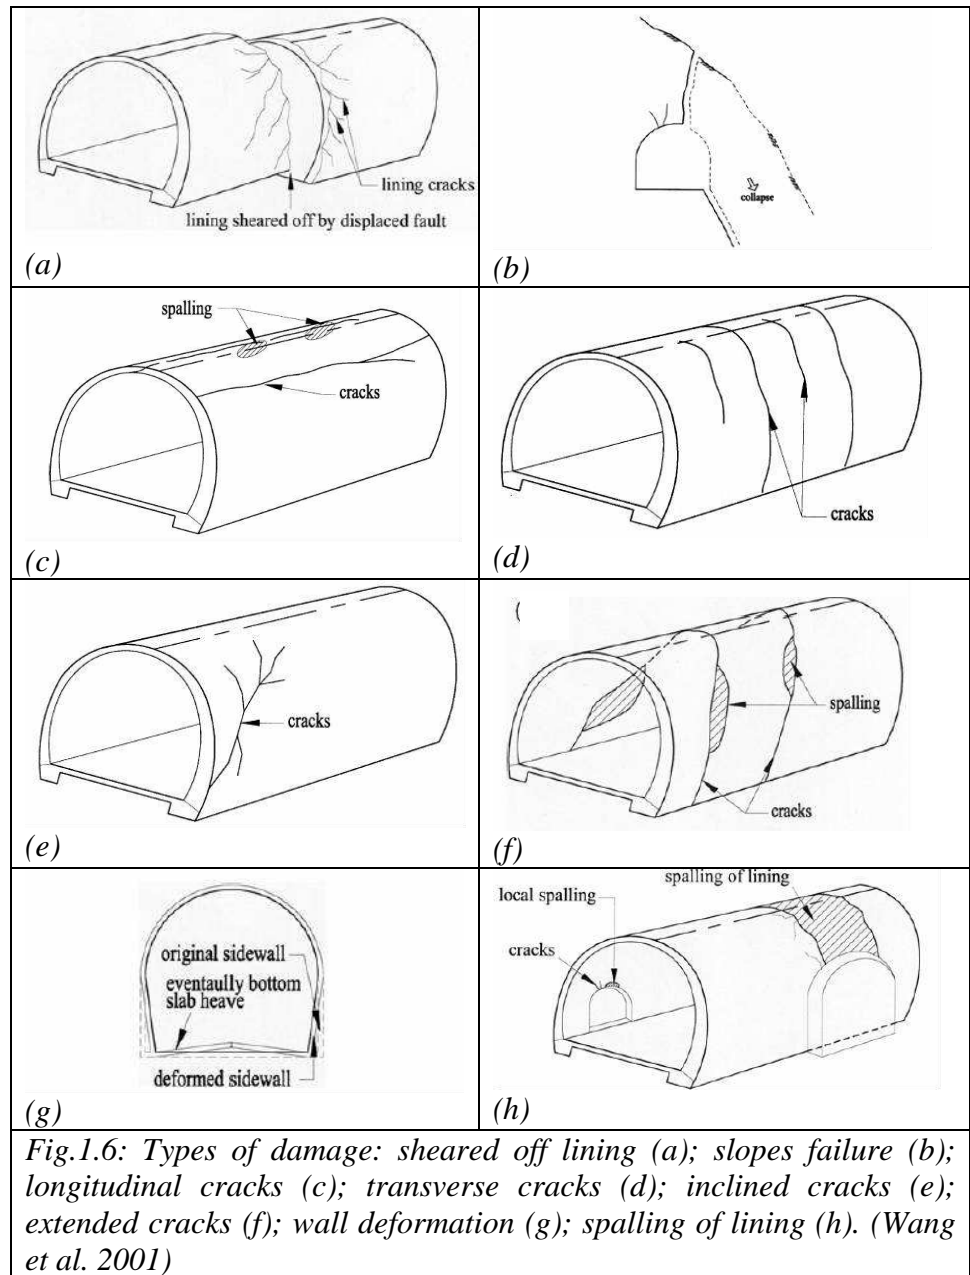 lining cracks
lining sheared off by displaced fault
(a)
collapse
(b)
spalling
cracks
(c)
cracks
(d)
cracks
(e)
spalling
cracks
(f)
original sidewall
eventaully bottom
slab heave
deformed sidewall
(g)
spalling of lining
local spalling
cracks
(h)
Fig.1.6: Types of damage: sheared off lining (a); slopes failure (b);
longitudinal cracks (c); transverse cracks (d); inclined cracks (e);
extended cracks (f); wall deformation (g); spalling of lining (h). (Wang
et al. 2001)